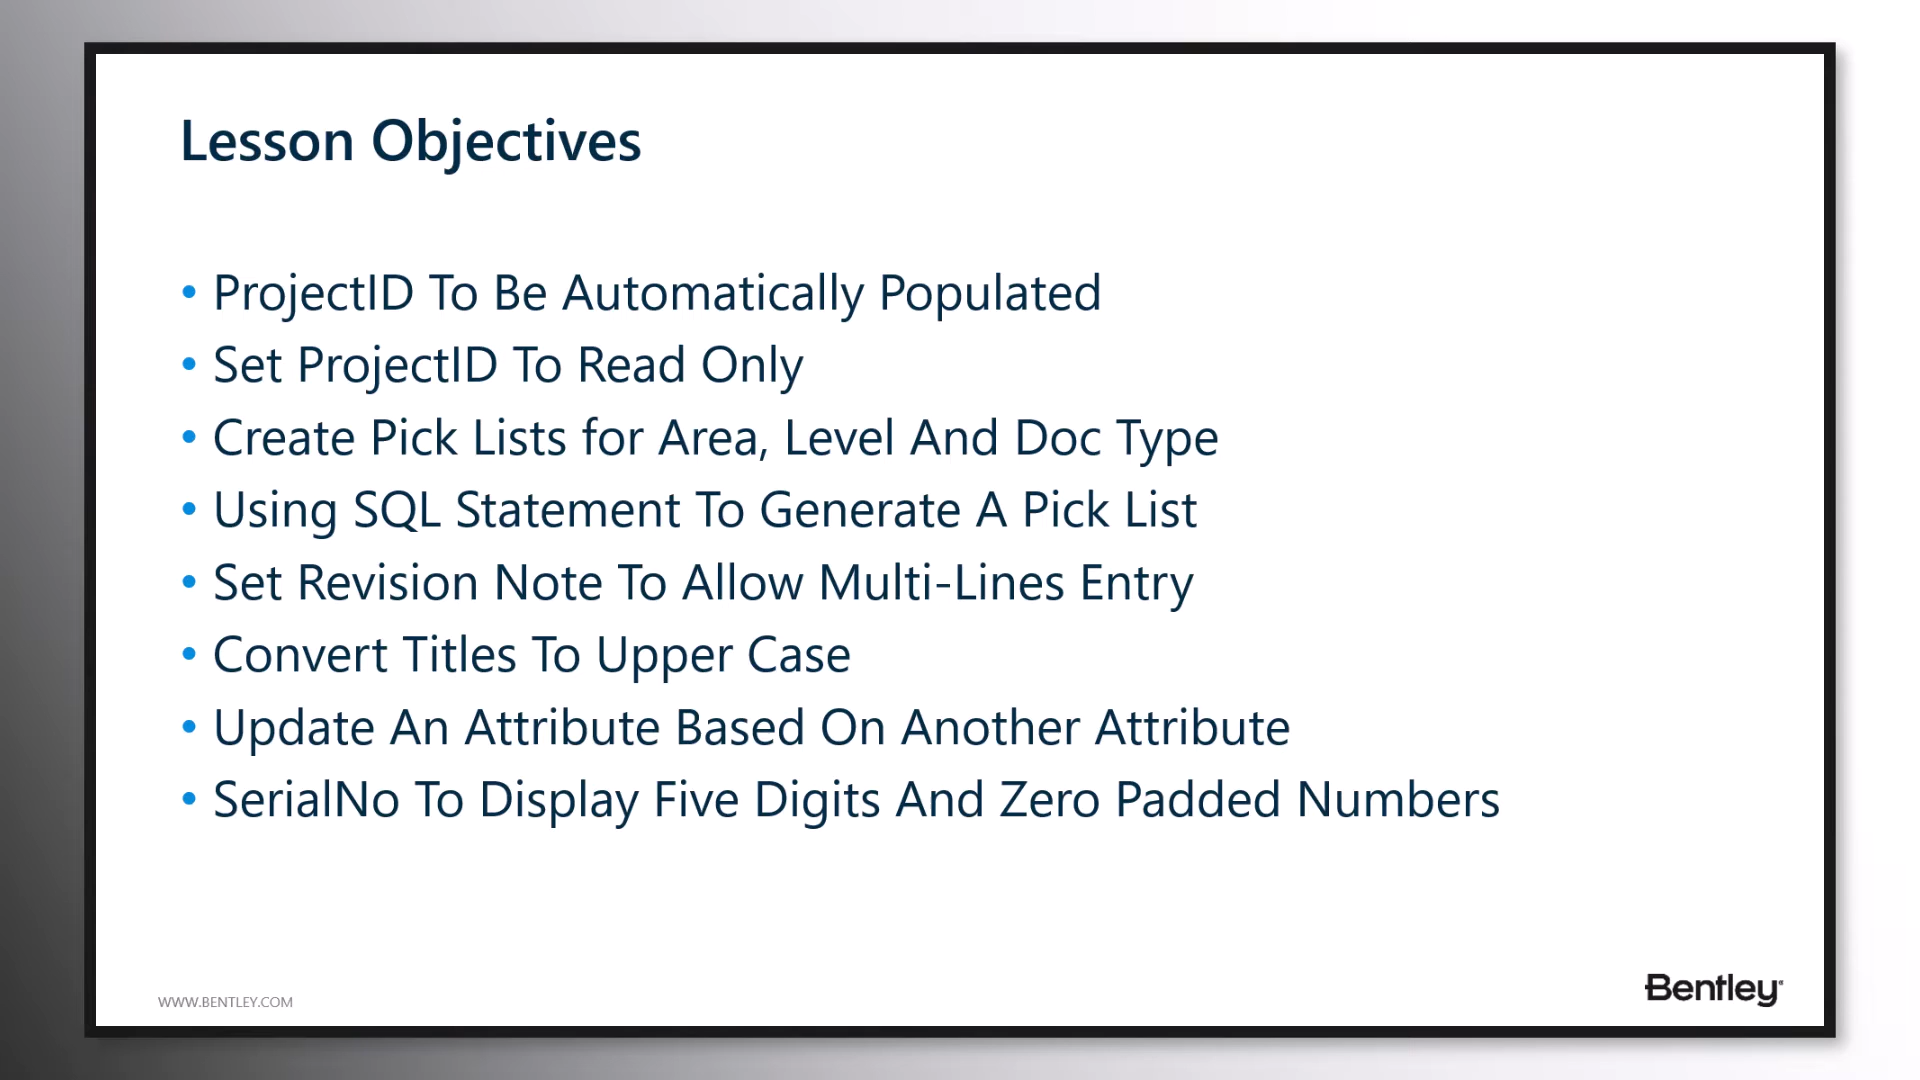 Lesson Objectives
• ProjectID To Be Automatically Populated
• Set ProjectID To Read Only
• Create Pick Lists for Area, Level And Doc Type
• Using SQL Statement To Generate A Pick List
• Set Revision Note To Allow Multi-Lines Entry
• Convert Titles To Upper Case
• Update An Attribute Based On Another Attribute
• SerialNo To Display Five Digits And Zero Padded Numbers
WWW.BENTLEY.COM
Bentley®